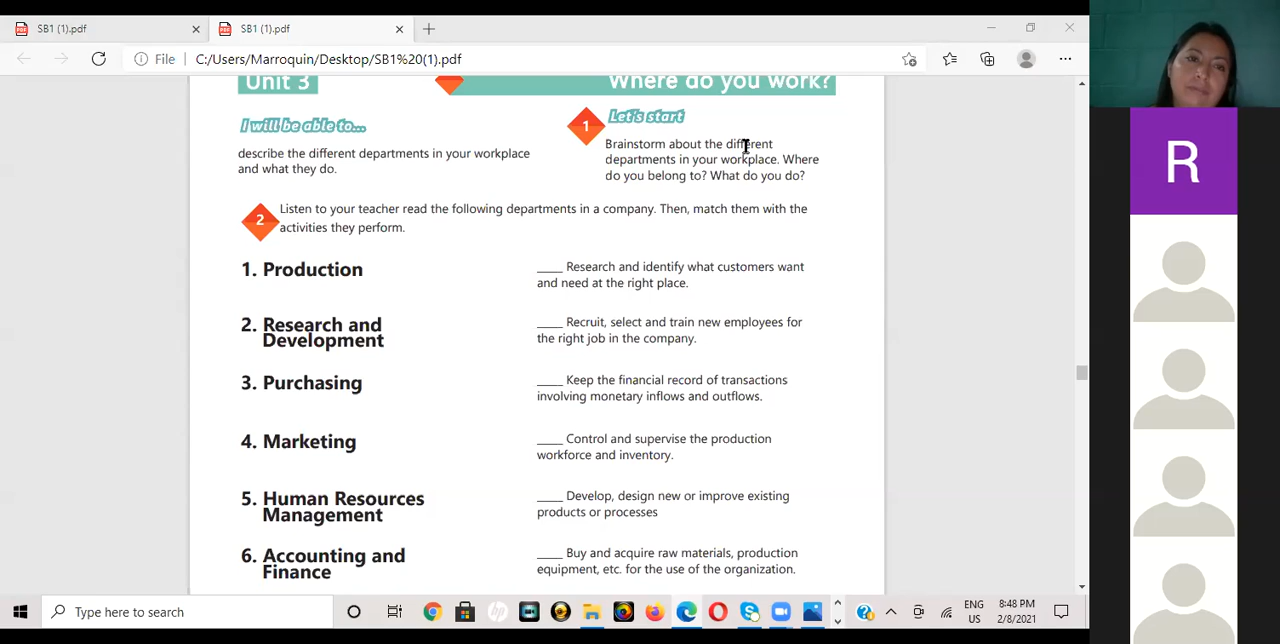 SB1 (1).pdf
SB1 (1).pdf
File
C:/Users/Marroquin/Desktop/SB1%20(1).pdf
Unit 3
Where do you work?
I will be able to...
describe the different departments in your workplace
and what they do.
1
Let's start
Brainstorm about the different
departments in your workplace. Where
do you belong to? What do you do?
2
Listen to your teacher read the following departments in a company. Then, match them with the
activities they perform.
1. Production
____ Research and identify what customers want
and need at the right place.
2. Research and
Development
____ Recruit, select and train new employees for
the right job in the company.
3. Purchasing
____ Keep the financial record of transactions
involving monetary inflows and outflows.
4. Marketing
____ Control and supervise the production
workforce and inventory.
5. Human Resources
Management
____ Develop, design new or improve existing
products or processes
6. Accounting and
Finance
____ Buy and acquire raw materials, production
equipment, etc. for the use of the organization.
R
Type here to search
ENG
US
8:48 PM
2/8/2021